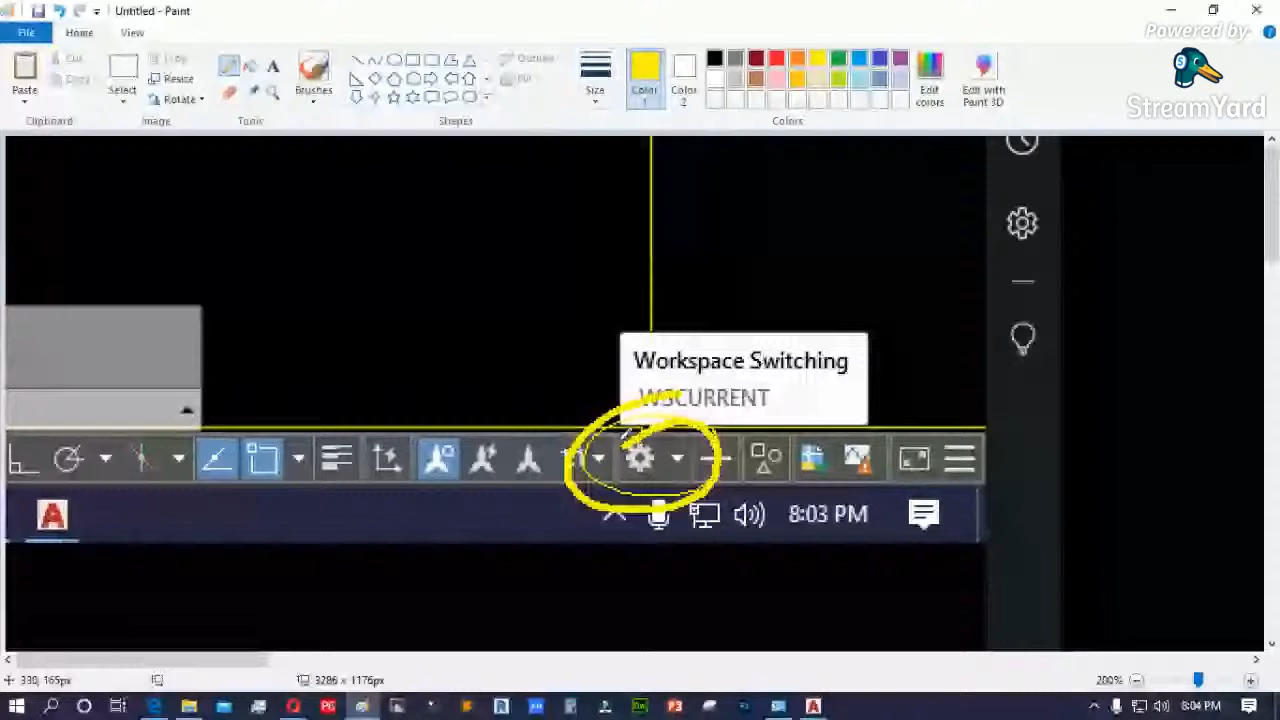 Untitled - Paint
File
Home
View
Powered by
StreamYard
Paste
Resize
Rotate
Brushes
Outline
Fill
Size
Color
1
Color
2
Edit
colors
Edit with
Paint 3D
Clipboard
Image
Tools
Shapes
Colors
Workspace Switching
WSCURRENT
A
8:03 PM
330, 165px
3286 x 1176px
200%
8:04 PM